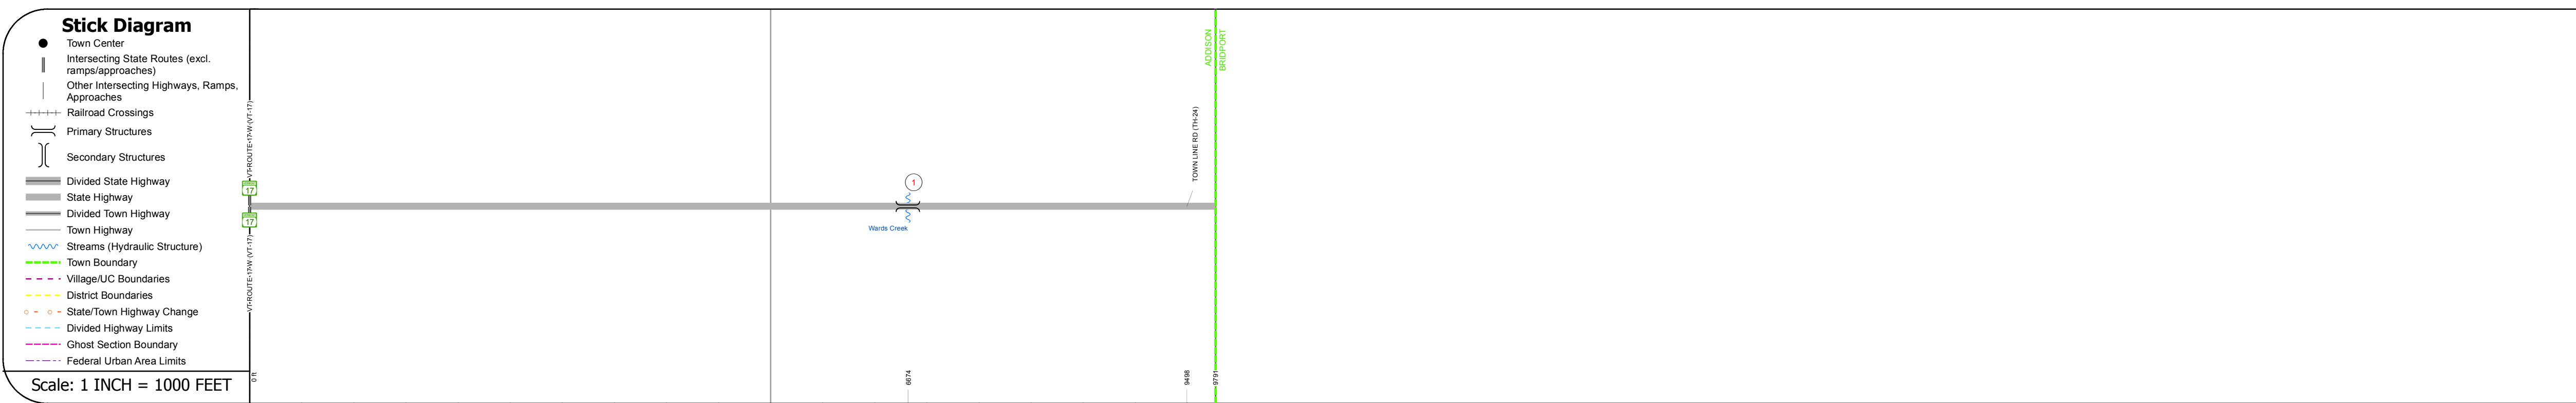 Stick Diagram
Town Center
Intersecting State Routes (excl.
ramps/approaches)
Other Intersecting Highways, Ramps,
Approaches
Railroad Crossings
Primary Structures
Secondary Structures
Divided State Highway
State Highway
Divided Town Highway
Town Highway
Streams (Hydraulic Structure)
Town Boundary
Village/UC Boundaries
District Boundaries
State/Town Highway Change
Divided Highway Limits
Ghost Section Boundary
Federal Urban Area Limits
Scale: 1 INCH = 1000 FEET
VT-ROUTE-17-W (VT-17)
17
17
VT-ROUTE-17-W (VT-17)
0 ft
1
Wards Creek
6674
TOWN LINE RD (TH-24)
9498
ADDISON
BRIDPORT
9791